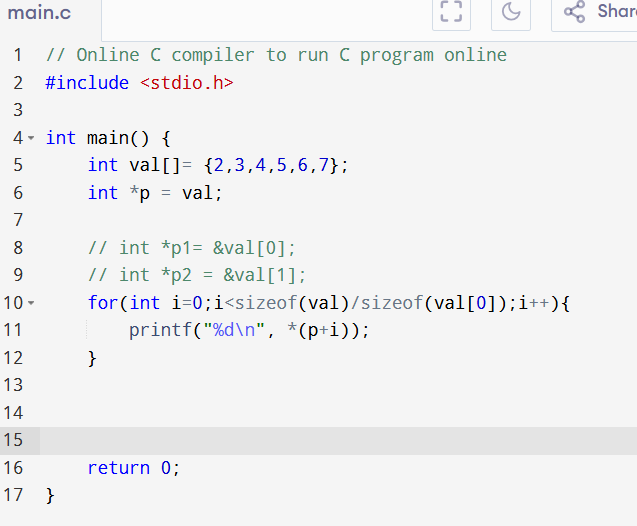 main.c
Share
1 // Online C compiler to run C program online
2 #include <stdio.h>
3
4 int main() {
5     int val[]= {2,3,4,5,6,7};
6     int *p = val;
7
8     // int *p1= &val[0];
9     // int *p2 = &val[1];
10     for(int i=0;i<sizeof(val)/sizeof(val[0]);i++){
11         printf("%d\n", *(p+i));
12     }
13
14
15
16     return 0;
17 }